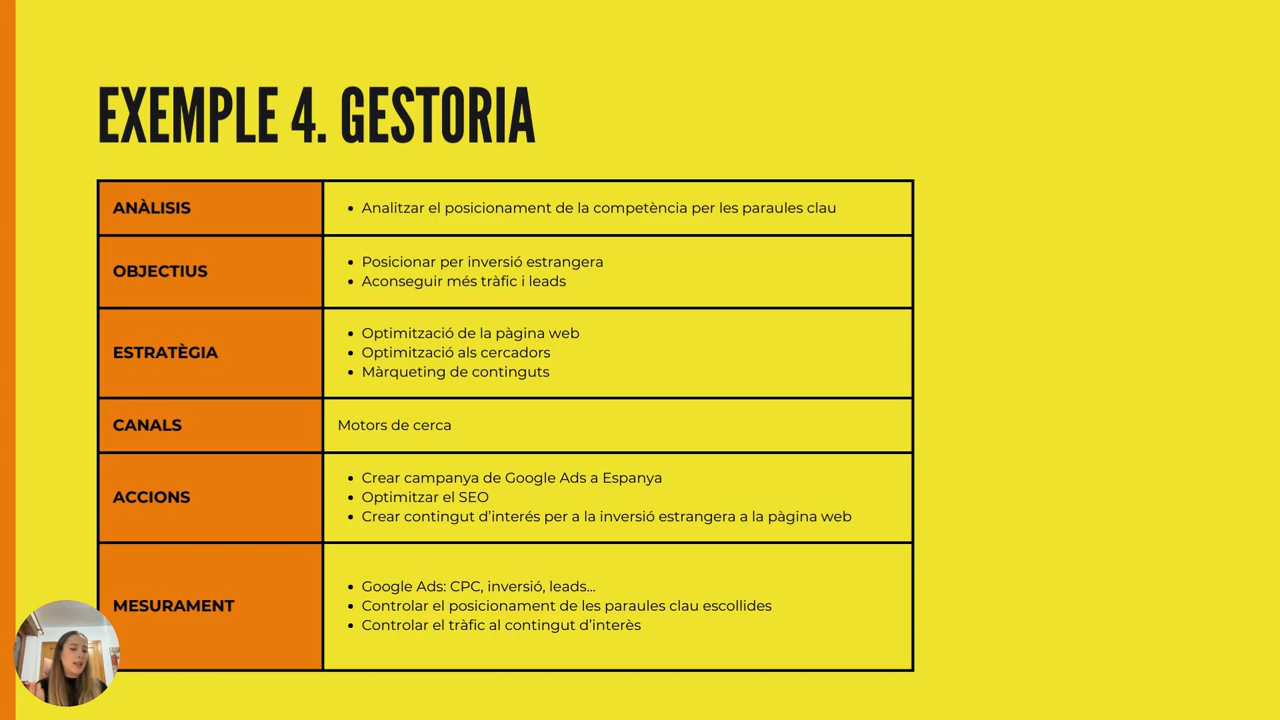 EXEMPLE 4. GESTORIA
ANÀLISIS
Analitzar el posicionament de la competència per les paraules clau
OBJECTIUS
Posicionar per inversió estrangera
Aconseguir més tràfic i leads
ESTRATÈGIA
Optimització de la pàgina web
Optimització als cercadors
Màrqueting de continguts
CANALS
Motors de cerca
ACCIONS
Crear campanya de Google Ads a Espanya
Optimitzar el SEO
Crear contingut d'interés per a la inversió estrangera a la pàgina web
MESURAMENT
Google Ads: CPC, inversió, leads...
Controlar el posicionament de les paraules clau escollides
Controlar el tràfic al contingut d'interès